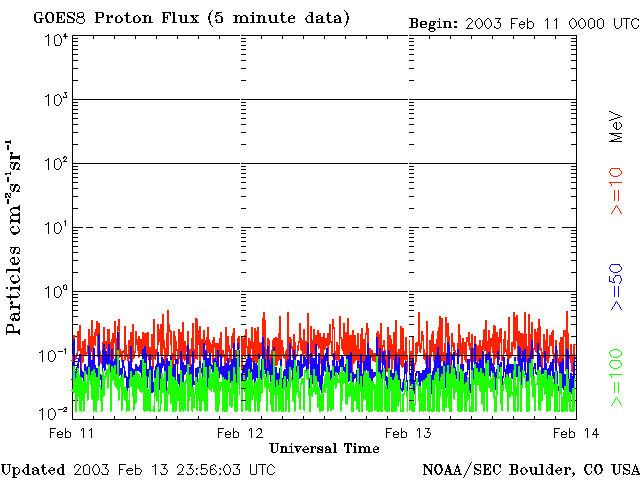 GOES8 Proton Flux (5 minute data)
Begin: 2003 Feb 11 0000 UTC
Particles cm⁻²s⁻¹sr⁻¹
10⁴
10³
10²
10¹
10⁰
10⁻¹
10⁻²
MeV
>=10
>=50
>=100
Feb 11
Feb 12
Feb 13
Feb 14
Universal Time
Updated 2003 Feb 13 23:56:03 UTC
NOAA/SEC Boulder, CO USA